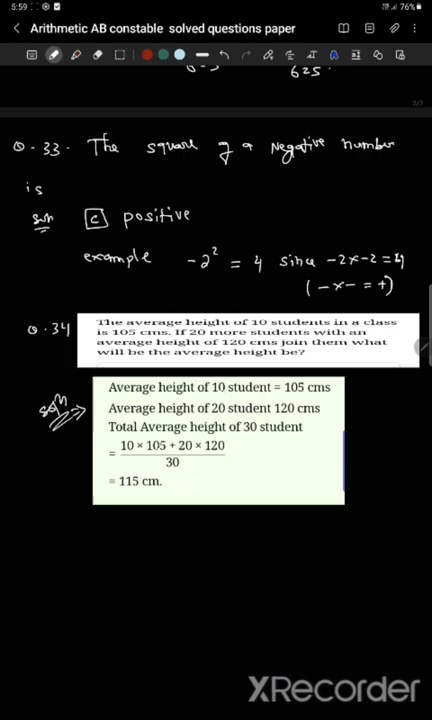 5:59
76%
Arithmetic AB constable solved questions paper
625.
2/7
Q.33. The square of a Negative number
is
Soln C positive
example -2² = 4 since -2x-2=4
(-x- = +)
Q.34 The average height of 10 students in a class
is 105 cms. If 20 more students with an
average height of 120 cms join them what
will be the average height be?
Soln Average height of 10 student = 105 cms
Average height of 20 student 120 cms
Total Average height of 30 student
= 10 × 105 + 20 × 120
30
= 115 cm.
XRecorder